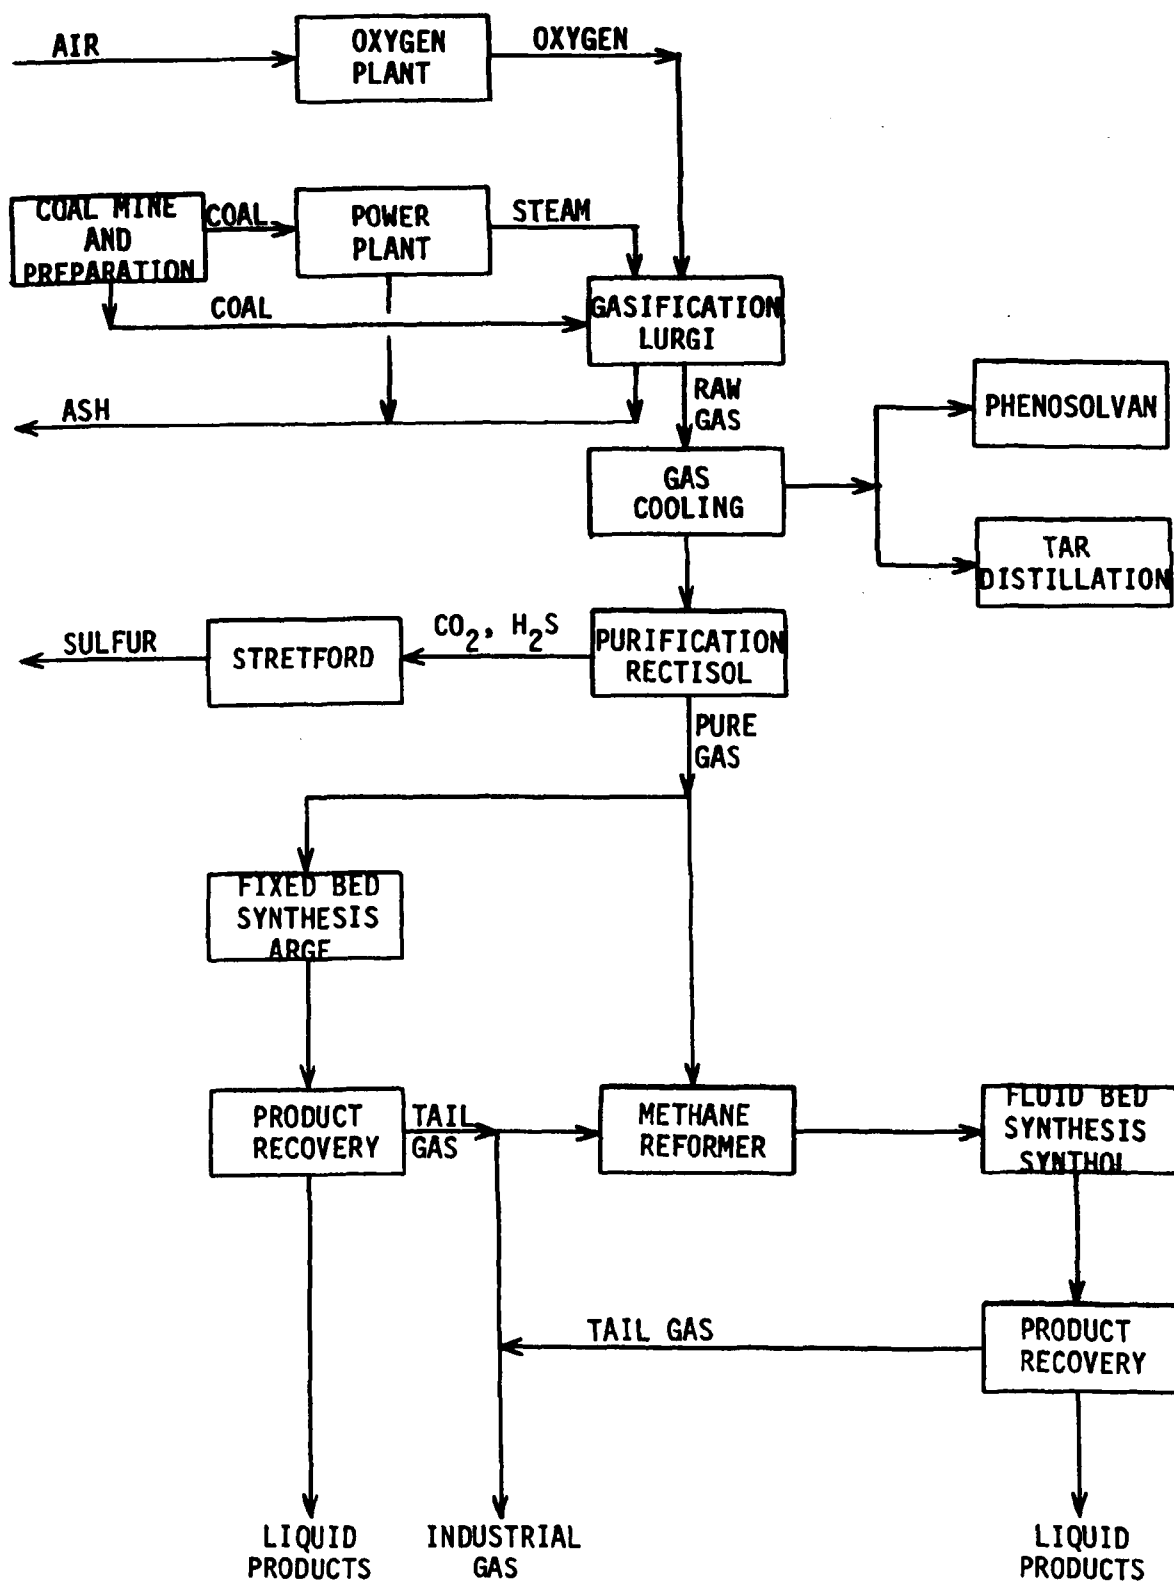 AIR
OXYGEN
PLANT
OXYGEN
COAL MINE
AND
PREPARATION
COAL
POWER
PLANT
STEAM
COAL
GASIFICATION
LURGI
ASH
RAW
GAS
PHENOSOLVAN
GAS
COOLING
TAR
DISTILLATION
SULFUR
STRETFORD
CO₂, H₂S
PURIFICATION
RECTISOL
PURE
GAS
FIXED BED
SYNTHESIS
ARGE
PRODUCT
RECOVERY
TAIL
GAS
METHANE
REFORMER
FLUID BED
SYNTHESIS
SYNTHOL
TAIL GAS
PRODUCT
RECOVERY
LIQUID
PRODUCTS
INDUSTRIAL
GAS
LIQUID
PRODUCTS